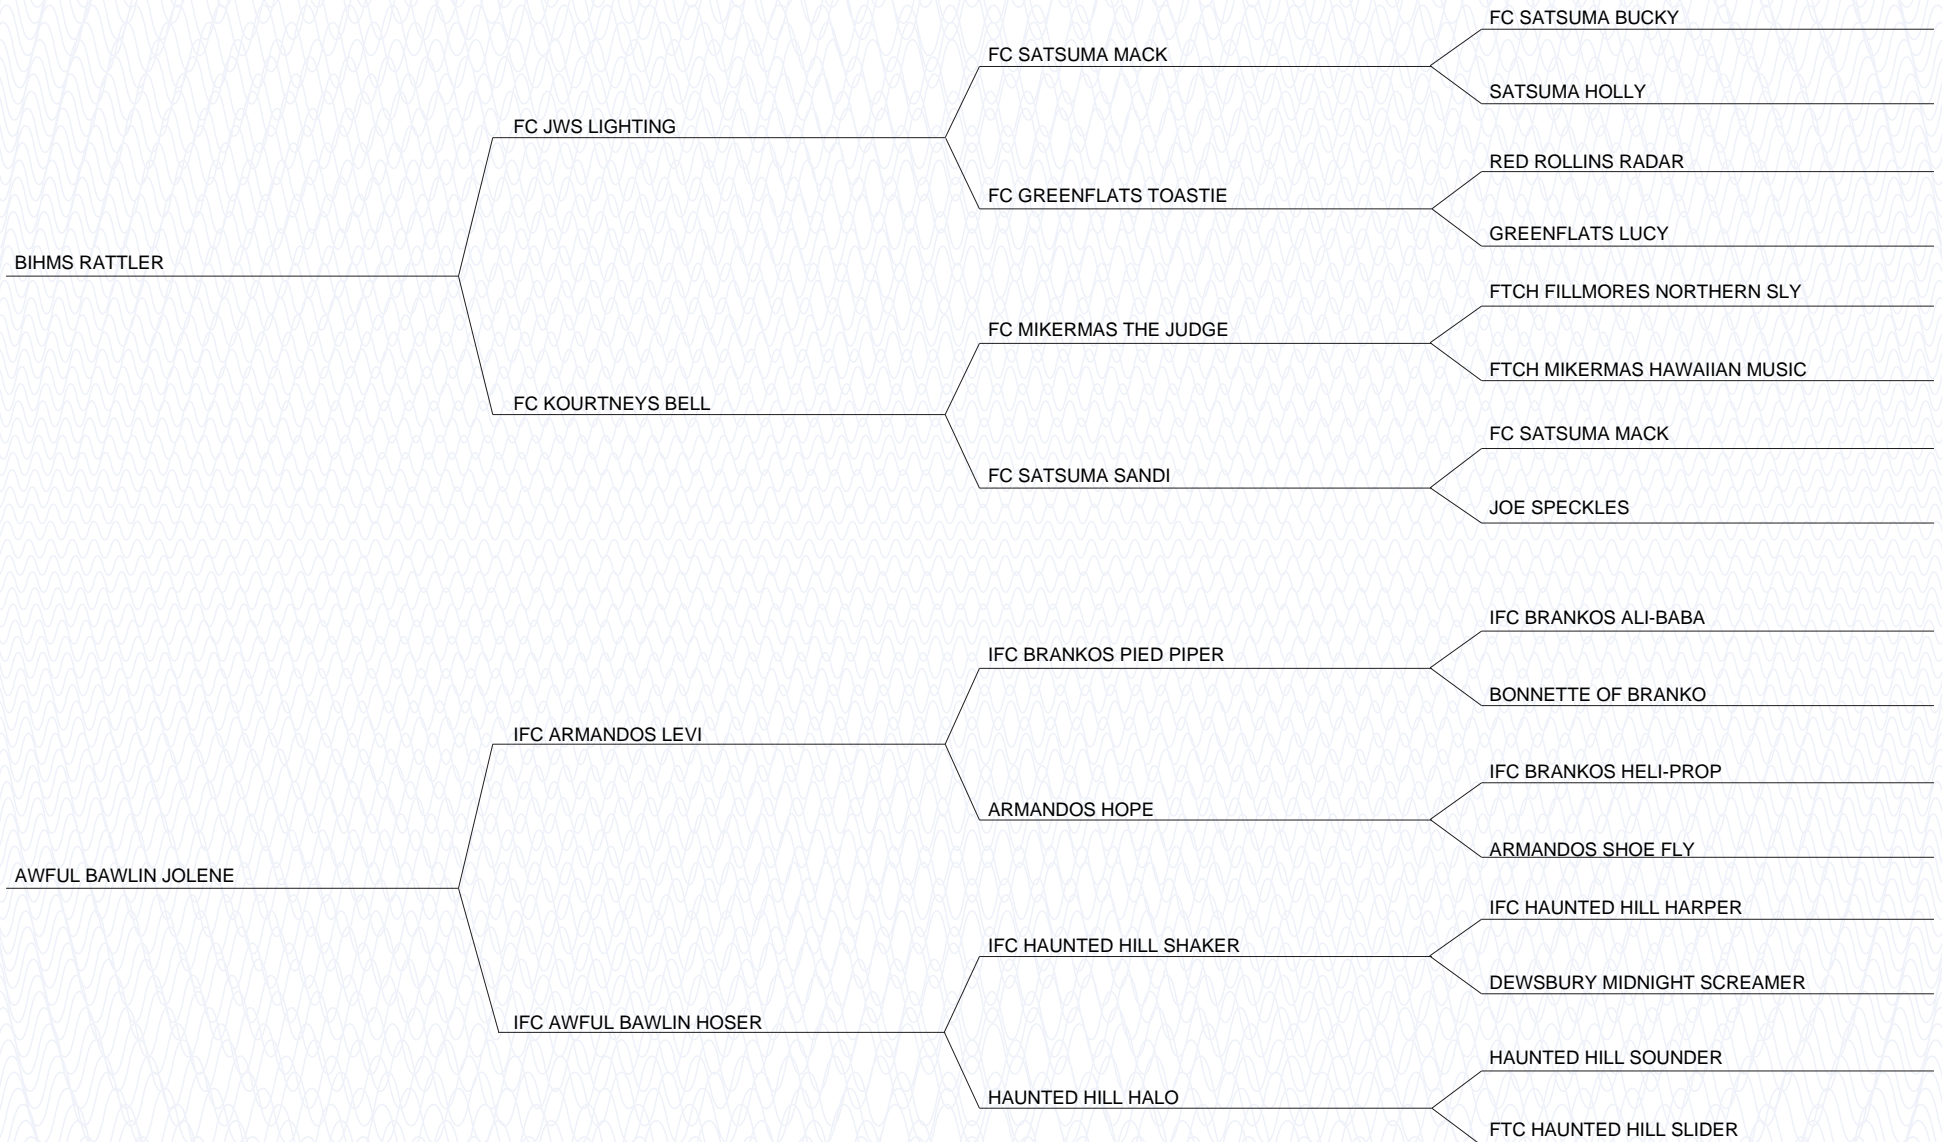 FC SATSUMA BUCKY
FC SATSUMA MACK
SATSUMA HOLLY
FC JWS LIGHTING
RED ROLLINS RADAR
FC GREENFLATS TOASTIE
GREENFLATS LUCY
BIHMS RATTLER
FTCH FILLMORES NORTHERN SLY
FC MIKERMAS THE JUDGE
FTCH MIKERMAS HAWAIIAN MUSIC
FC KOURTNEYS BELL
FC SATSUMA MACK
FC SATSUMA SANDI
JOE SPECKLES
IFC BRANKOS ALI-BABA
IFC BRANKOS PIED PIPER
BONNETTE OF BRANKO
IFC ARMANDOS LEVI
IFC BRANKOS HELI-PROP
ARMANDOS HOPE
ARMANDOS SHOE FLY
AWFUL BAWLIN JOLENE
IFC HAUNTED HILL HARPER
IFC HAUNTED HILL SHAKER
DEWSBURY MIDNIGHT SCREAMER
IFC AWFUL BAWLIN HOSER
HAUNTED HILL SOUNDER
HAUNTED HILL HALO
FTC HAUNTED HILL SLIDER